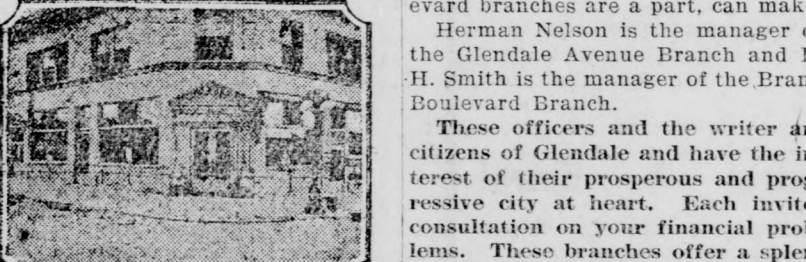 evard branches are a part, can mak
Herman Nelson is the manager
the Glendale Avenue Branch and
H. Smith is the manager of the Bran
Boulevard Branch.
These officers and the writer ar
citizens of Glendale and have the in
terest of their prosperous and prog
ressive city at heart. Each invite
consultation on your financial prob
lems. These branches offer a splen